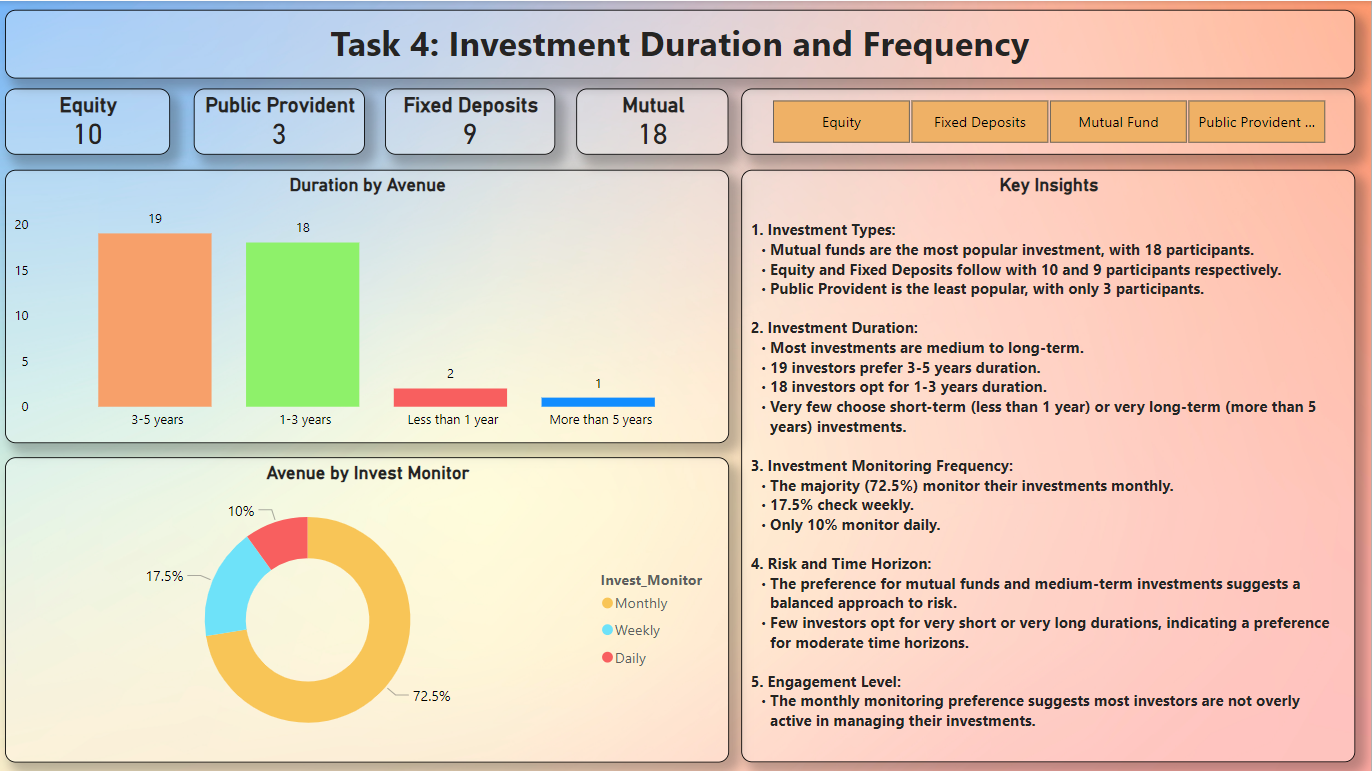 Task 4: Investment Duration and Frequency
Equity
10
Public Provident
3
Fixed Deposits
9
Mutual
18
Equity
Fixed Deposits
Mutual Fund
Public Provident ...
Duration by Avenue
20
15
10
5
0
19
18
2
1
3-5 years
1-3 years
Less than 1 year
More than 5 years
Avenue by Invest Monitor
10%
17.5%
72.5%
Invest_Monitor
Monthly
Weekly
Daily
Key Insights
1. Investment Types:
• Mutual funds are the most popular investment, with 18 participants.
• Equity and Fixed Deposits follow with 10 and 9 participants respectively.
• Public Provident is the least popular, with only 3 participants.
2. Investment Duration:
• Most investments are medium to long-term.
• 19 investors prefer 3-5 years duration.
• 18 investors opt for 1-3 years duration.
• Very few choose short-term (less than 1 year) or very long-term (more than 5
years) investments.
3. Investment Monitoring Frequency:
• The majority (72.5%) monitor their investments monthly.
• 17.5% check weekly.
• Only 10% monitor daily.
4. Risk and Time Horizon:
• The preference for mutual funds and medium-term investments suggests a
balanced approach to risk.
• Few investors opt for very short or very long durations, indicating a preference
for moderate time horizons.
5. Engagement Level:
• The monthly monitoring preference suggests most investors are not overly
active in managing their investments.